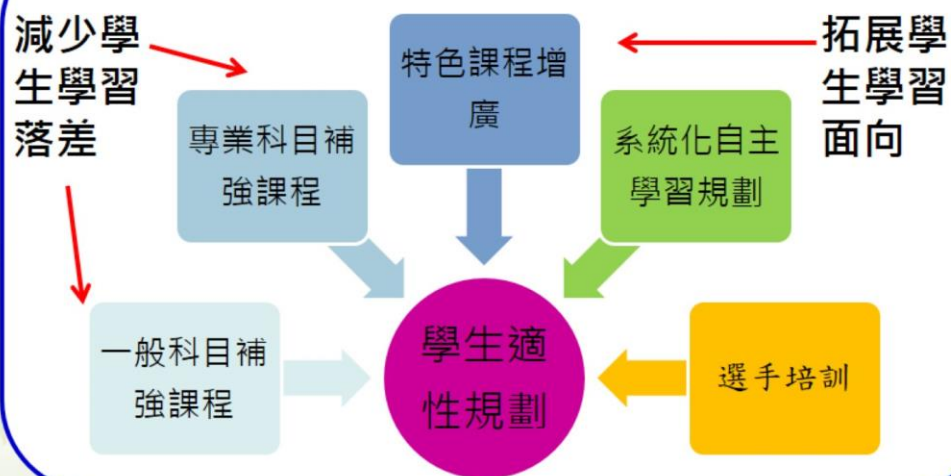 減少學
生學習
落差
特色課程增
廣
拓展學
生學習
面向
專業科目補
強課程
系統化自主
學習規劃
一般科目補
強課程
學生適
性規劃
選手培訓